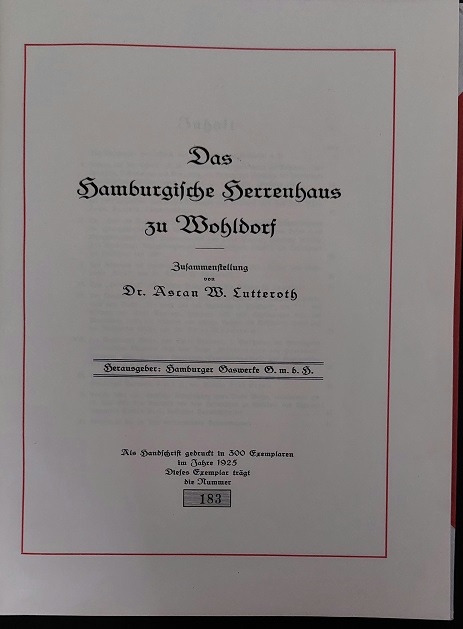 Das
Hamburgische Herrenhaus
zu Wohldorf
Zusammenstellung
von
Dr. Ascan W. Lutteroth
Herausgeber: Hamburger Gaswerke G. m. b. H.
Als Handschrift gedruckt in 300 Exemplaren
im Jahre 1925
Dieses Exemplar trägt
die Nummer
183